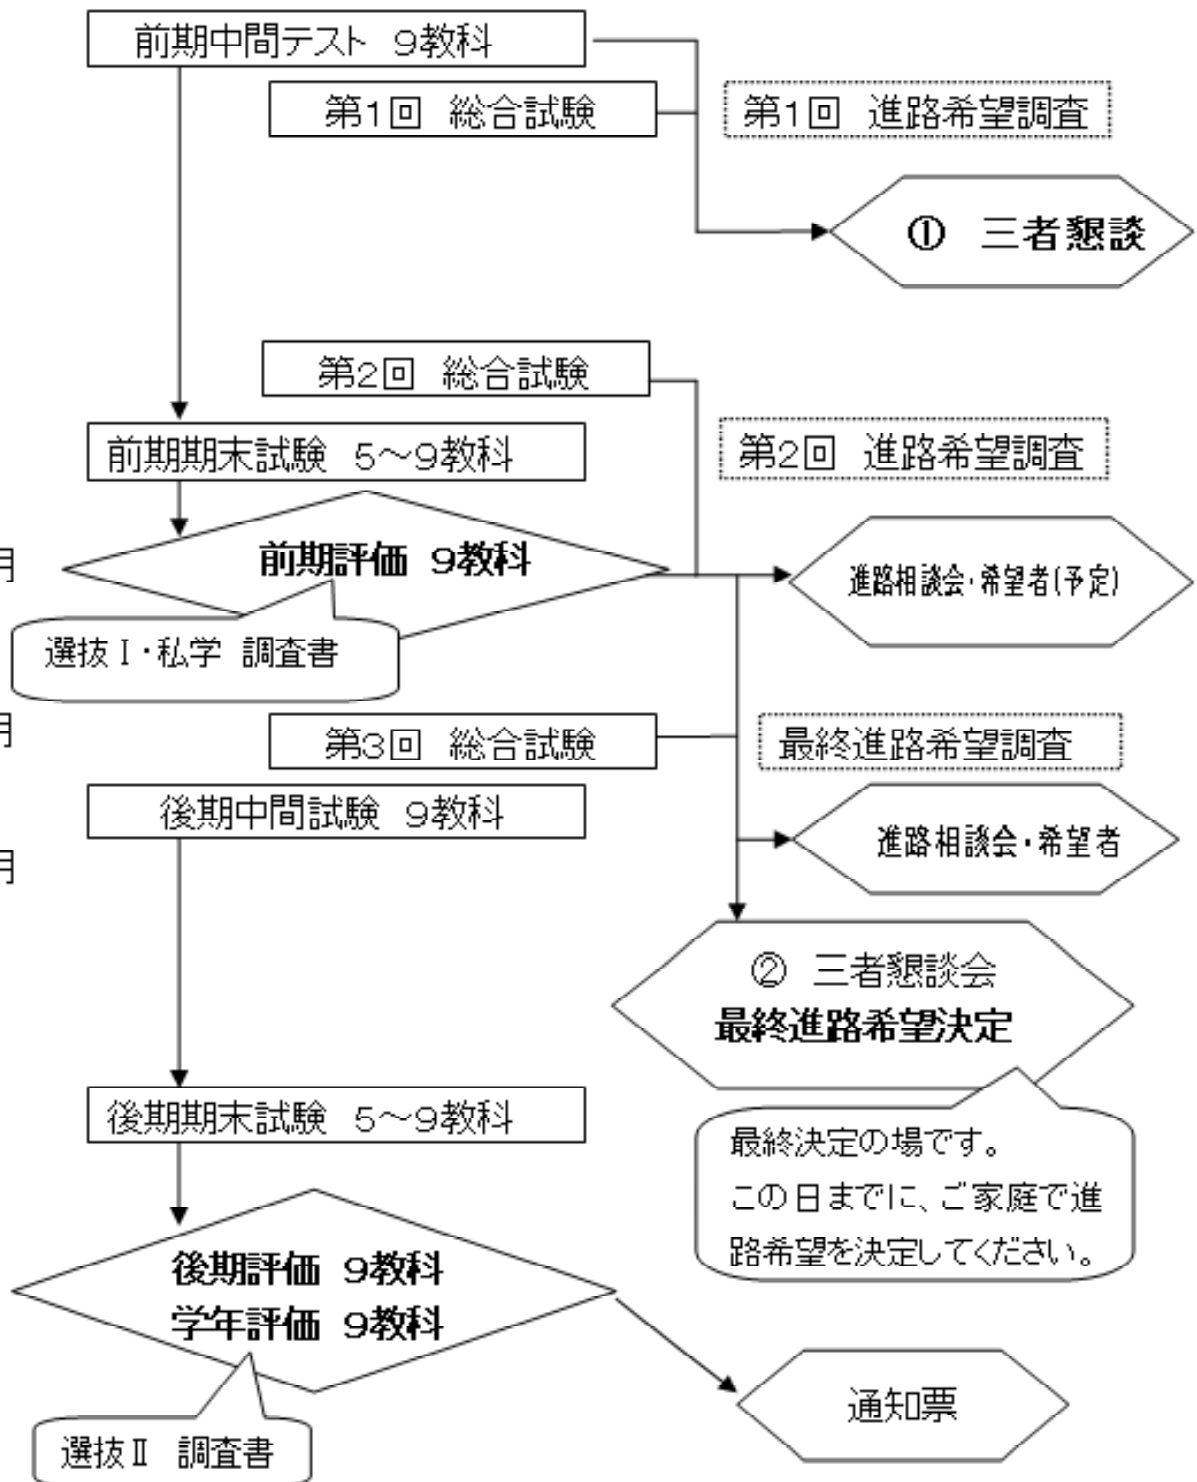 前期中間テスト 9教科
第1回 総合試験
第1回 進路希望調査
① 三者懇談
第2回 総合試験
前期期末試験 5～9教科
第2回 進路希望調査
月
前期評価 9教科
進路相談会・希望者(予定)
選抜Ⅰ・私学 調査書
月
第3回 総合試験
最終進路希望調査
後期中間試験 9教科
進路相談会・希望者
月
② 三者懇談会
最終進路希望決定
後期期末試験 5～9教科
最終決定の場です。
この日までに、ご家庭で進
路希望を決定してください。
後期評価 9教科
学年評価 9教科
通知票
選抜Ⅱ 調査書